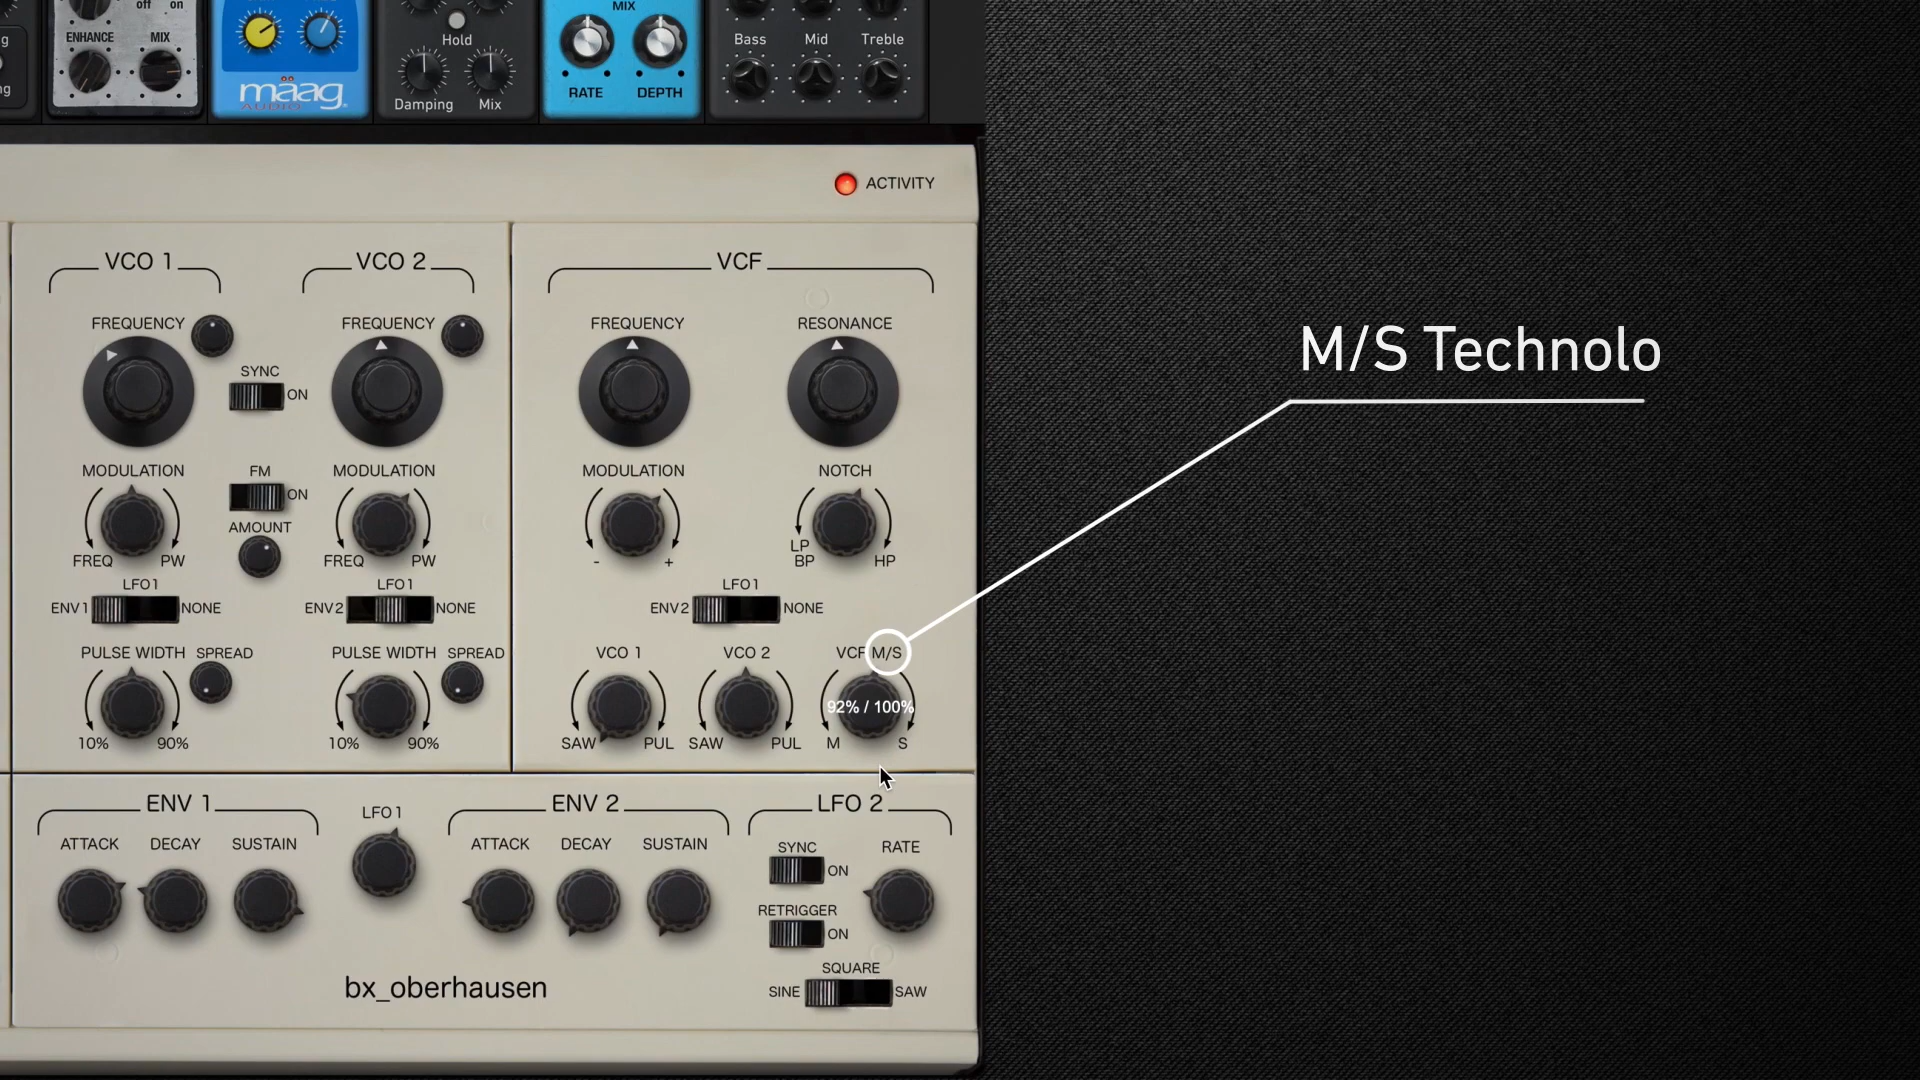 off on
ENHANCE MIX
g
ng
mäag
AUDIO
Hold
Damping Mix
MIX
RATE DEPTH
Bass Mid Treble
ACTIVITY
VCO 1
VCO 2
VCF
FREQUENCY
FREQUENCY
FREQUENCY
RESONANCE
M/S Technolo
SYNC
ON
MODULATION
FM
MODULATION
MODULATION
NOTCH
ON
AMOUNT
FREQ PW
FREQ PW
- +
LP
BP HP
LFO1
ENV1 NONE
LFO1
ENV2 NONE
LFO1
ENV2 NONE
PULSE WIDTH SPREAD
PULSE WIDTH SPREAD
VCO 1
VCO 2
VCF M/S
92% / 100%
10% 90%
10% 90%
SAW PUL
SAW PUL
M S
ENV 1
LFO1
ENV 2
LFO 2
ATTACK DECAY SUSTAIN
ATTACK DECAY SUSTAIN
SYNC
ON
RATE
RETRIGGER
ON
SQUARE
SINE SAW
bx_oberhausen